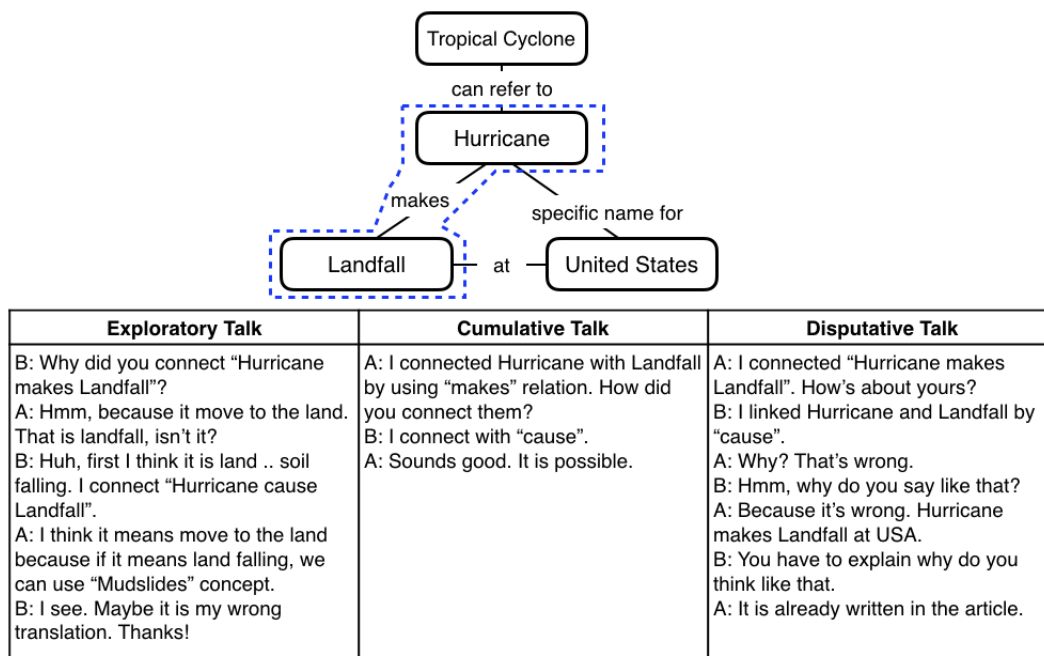 Tropical Cyclone
can refer to
Hurricane
makes
specific name for
Landfall
at
United States
Exploratory Talk
B: Why did you connect “Hurricane
makes Landfall”?
A: Hmm, because it move to the land.
That is landfall, isn’t it?
B: Huh, first I think it is land .. soil
falling. I connect “Hurricane cause
Landfall”.
A: I think it means move to the land
because if it means land falling, we
can use “Mudslides” concept.
B: I see. Maybe it is my wrong
translation. Thanks!
Cumulative Talk
A: I connected Hurricane with Landfall
by using “makes” relation. How did
you connect them?
B: I connect with “cause”.
A: Sounds good. It is possible.
Disputative Talk
A: I connected “Hurricane makes
Landfall”. How’s about yours?
B: I linked Hurricane and Landfall by
“cause”.
A: Why? That’s wrong.
B: Hmm, why do you say like that?
A: Because it’s wrong. Hurricane
makes Landfall at USA.
B: You have to explain why do you
think like that.
A: It is already written in the article.